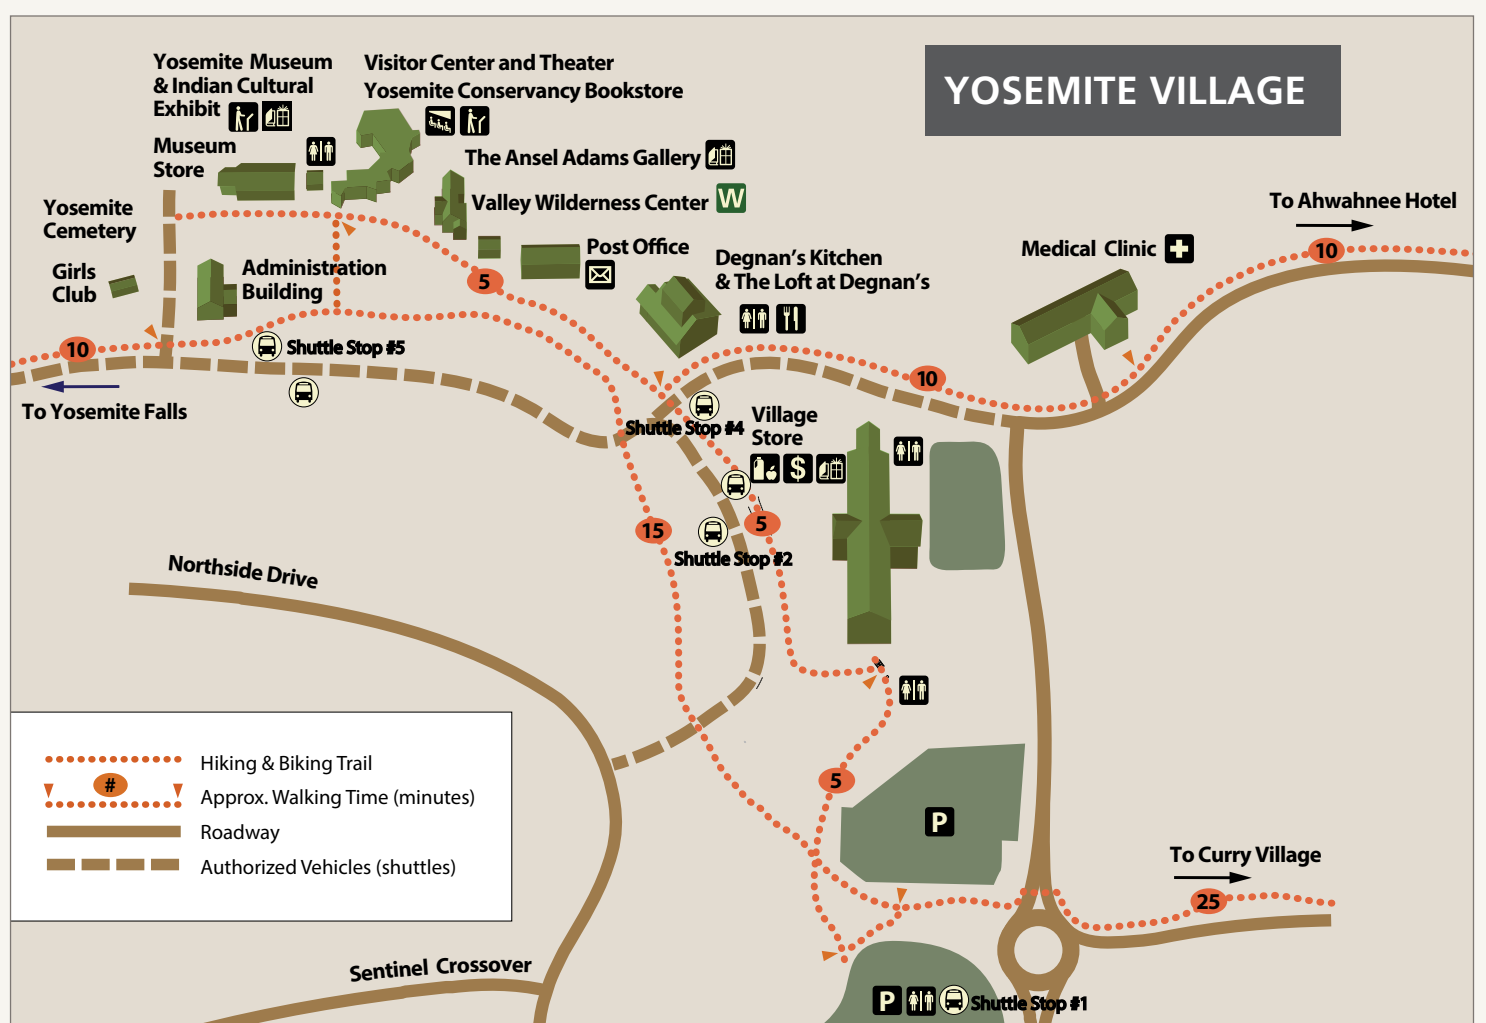 YOSEMITE VILLAGE
Yosemite Museum
& Indian Cultural
Exhibit
Museum
Store
Visitor Center and Theater
Yosemite Conservancy Bookstore
The Ansel Adams Gallery
Valley Wilderness Center
W
Post Office
Yosemite
Cemetery
Girls
Club
Administration
Building
5
Degnan's Kitchen
& The Loft at Degnan's
Medical Clinic
To Ahwahnee Hotel
10
10
Shuttle Stop #5
To Yosemite Falls
10
Shuttle Stop #4
Village
Store
$
15
5
Shuttle Stop #2
Northside Drive
5
P
To Curry Village
25
Hiking & Biking Trail
#
Approx. Walking Time (minutes)
Roadway
Authorized Vehicles (shuttles)
Sentinel Crossover
P
Shuttle Stop #1